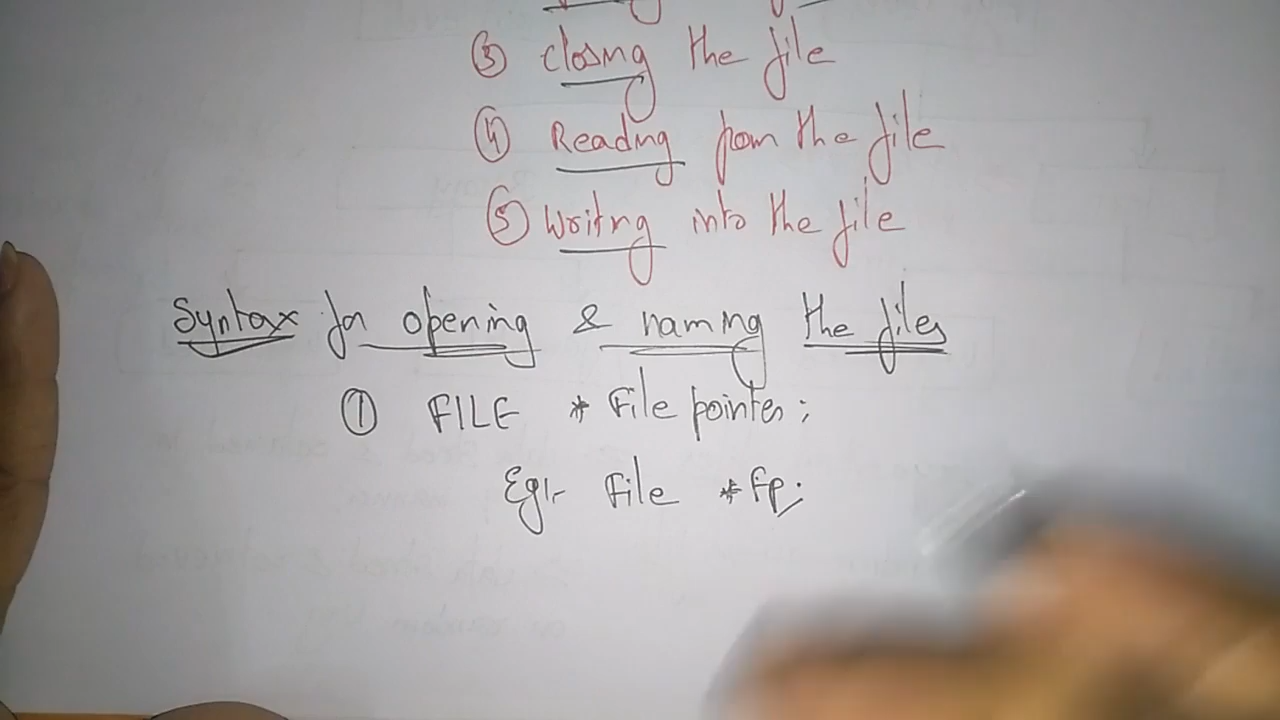 ③ closing the file
④ Reading from the file
⑤ Writing into the file
Syntax for opening & naming the files
① FILE * File pointer;
Eg:- File *fp;